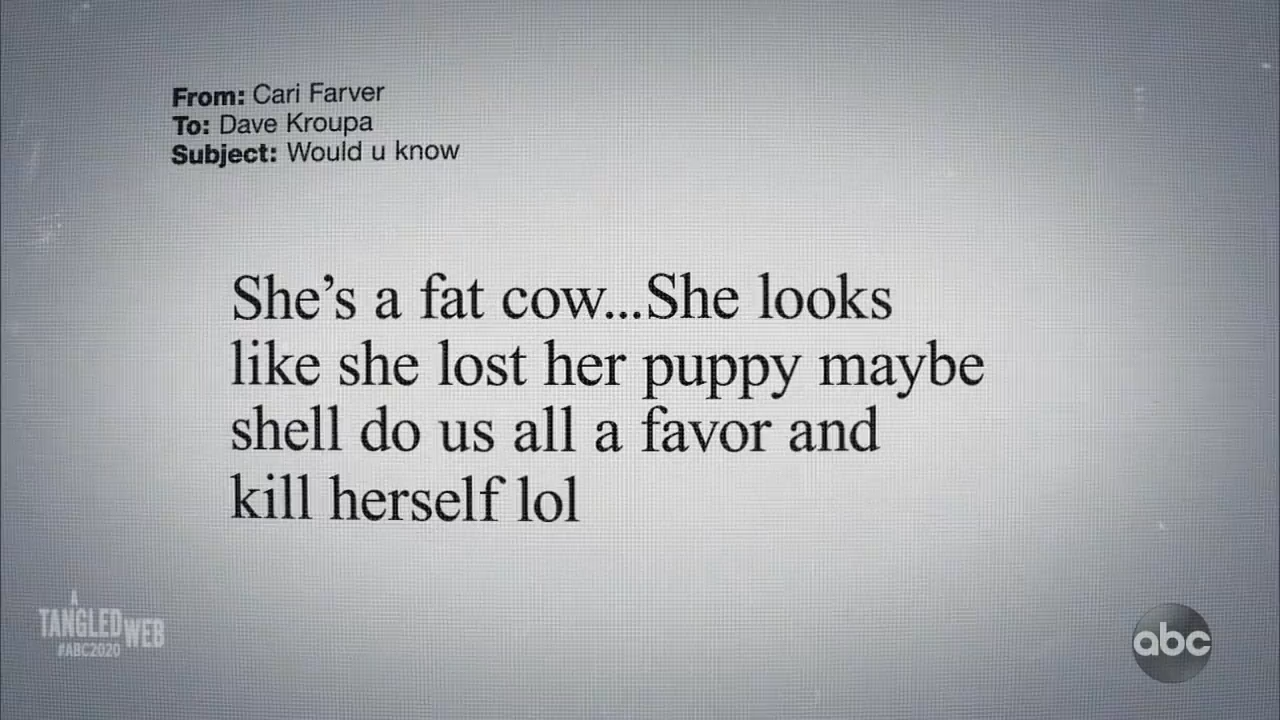 From: Cari Farver
To: Dave Kroupa
Subject: Would u know
She's a fat cow...She looks
like she lost her puppy maybe
shell do us all a favor and
kill herself lol
A
TANGLED WEB
#ABC2020
abc